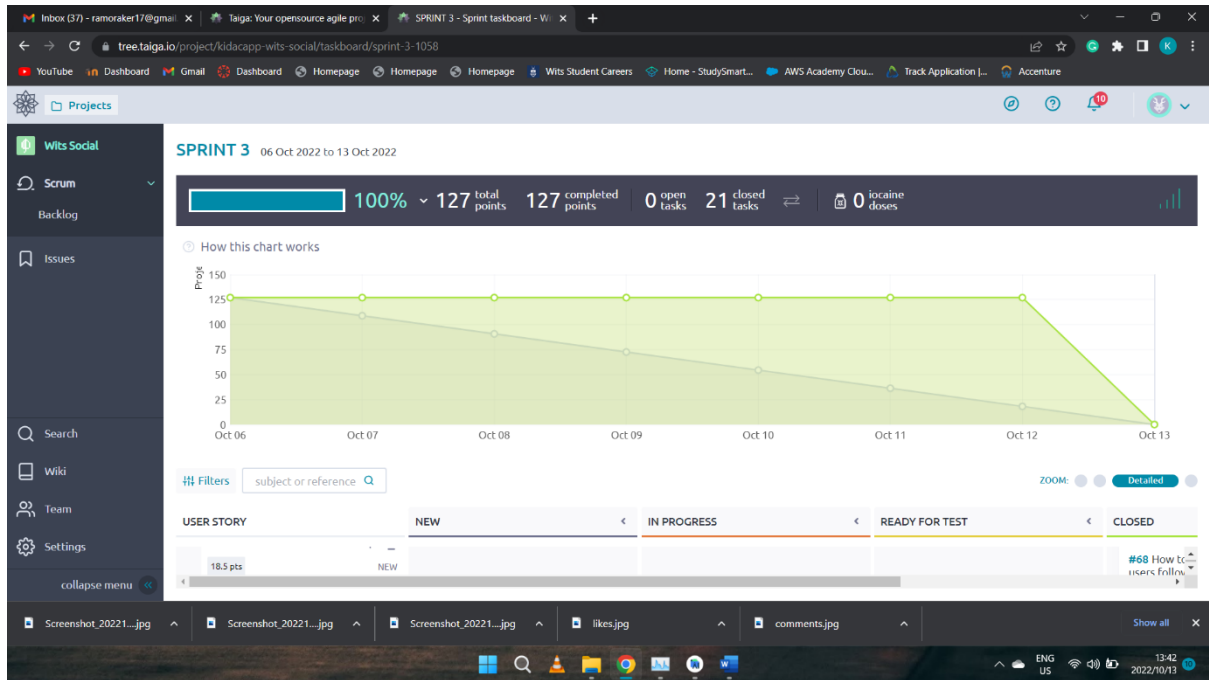 Inbox (37) - ramoraker17@gmail. Taiga: Your opensource agile proj SPRINT 3 - Sprint taskboard - Wi
tree.taiga.io/project/kidacapp-wits-social/taskboard/sprint-3-1058 K
YouTube Dashboard Gmail Dashboard Homepage Homepage Homepage Wits Student Careers Home - StudySmart... AWS Academy Clou... Track Application |... Accenture
Projects 10
Wits Social
Scrum
Backlog
Issues
Search
Wiki
Team
Settings
collapse menu
SPRINT 3 06 Oct 2022 to 13 Oct 2022
100% 127 total points 127 completed points 0 open tasks 21 closed tasks 0 iocaine doses
How this chart works
Proje
150
125
100
75
50
25
0
Oct 06 Oct 07 Oct 08 Oct 09 Oct 10 Oct 11 Oct 12 Oct 13
Filters subject or reference ZOOM: Detailed
USER STORY NEW IN PROGRESS READY FOR TEST CLOSED
18.5 pts NEW #68 How to
users follow
Screenshot_20221....jpg Screenshot_20221....jpg Screenshot_20221....jpg likes.jpg comments.jpg Show all
ENG 13:42
US 2022/10/13 10